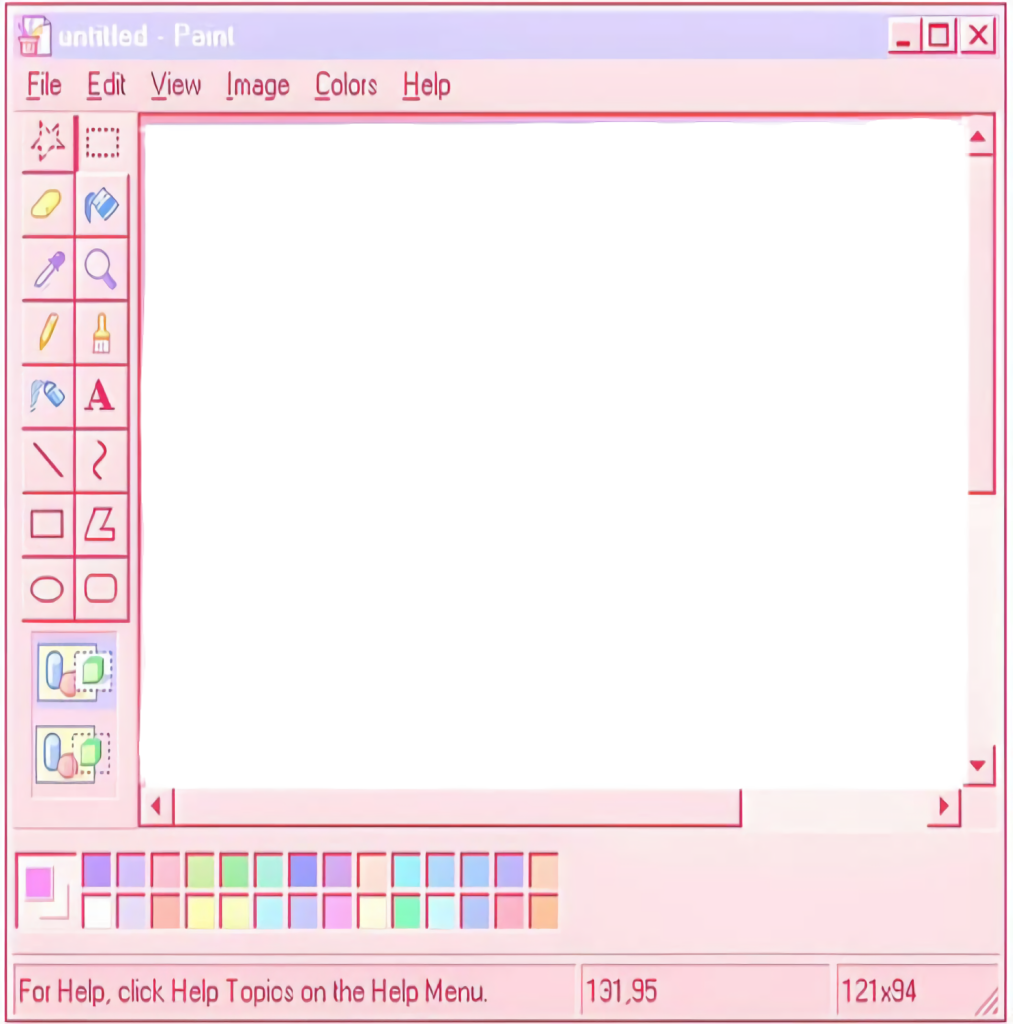 untitled - Paint
File Edit View Image Colors Help
A
For Help, click Help Topics on the Help Menu.
131,95
121x94